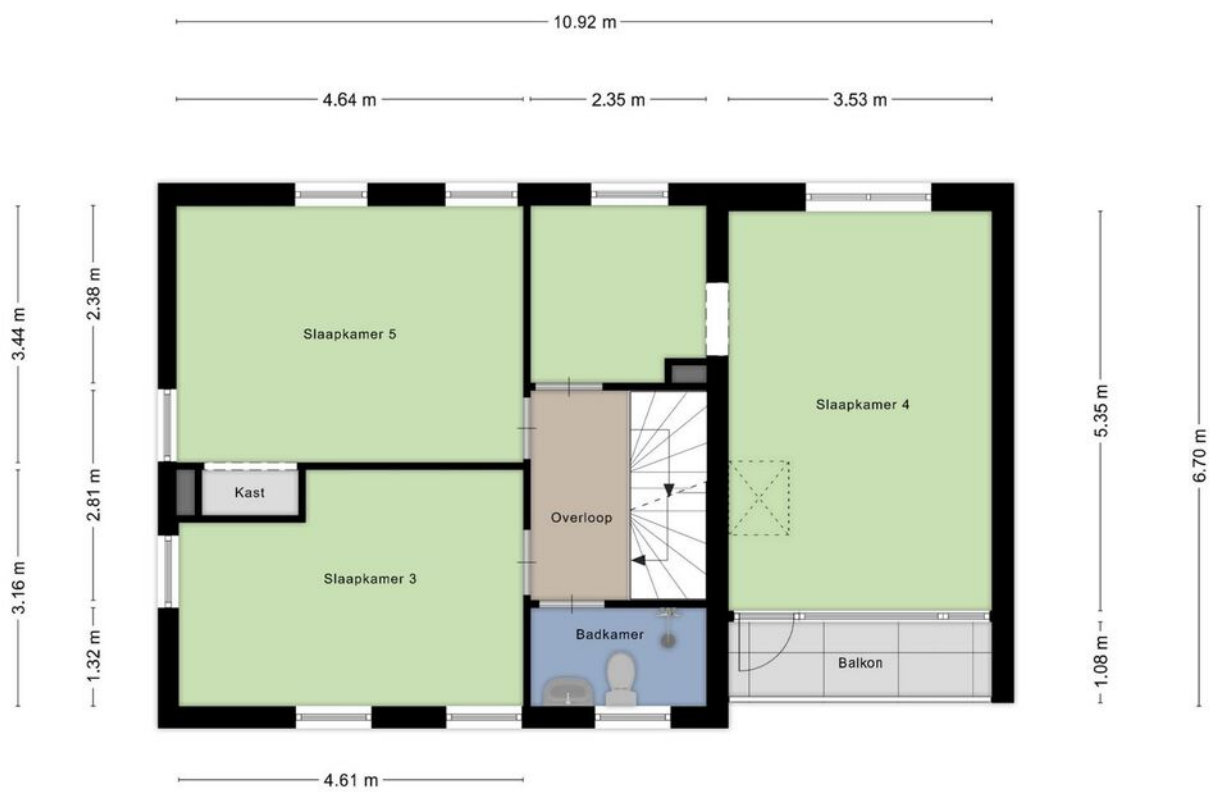 10.92 m
4.64 m
2.35 m
3.53 m
3.44 m
2.38 m
2.81 m
3.16 m
1.32 m
5.35 m
6.70 m
1.08 m
Slaapkamer 5
Slaapkamer 4
Kast
Overloop
Slaapkamer 3
Badkamer
Balkon
4.61 m